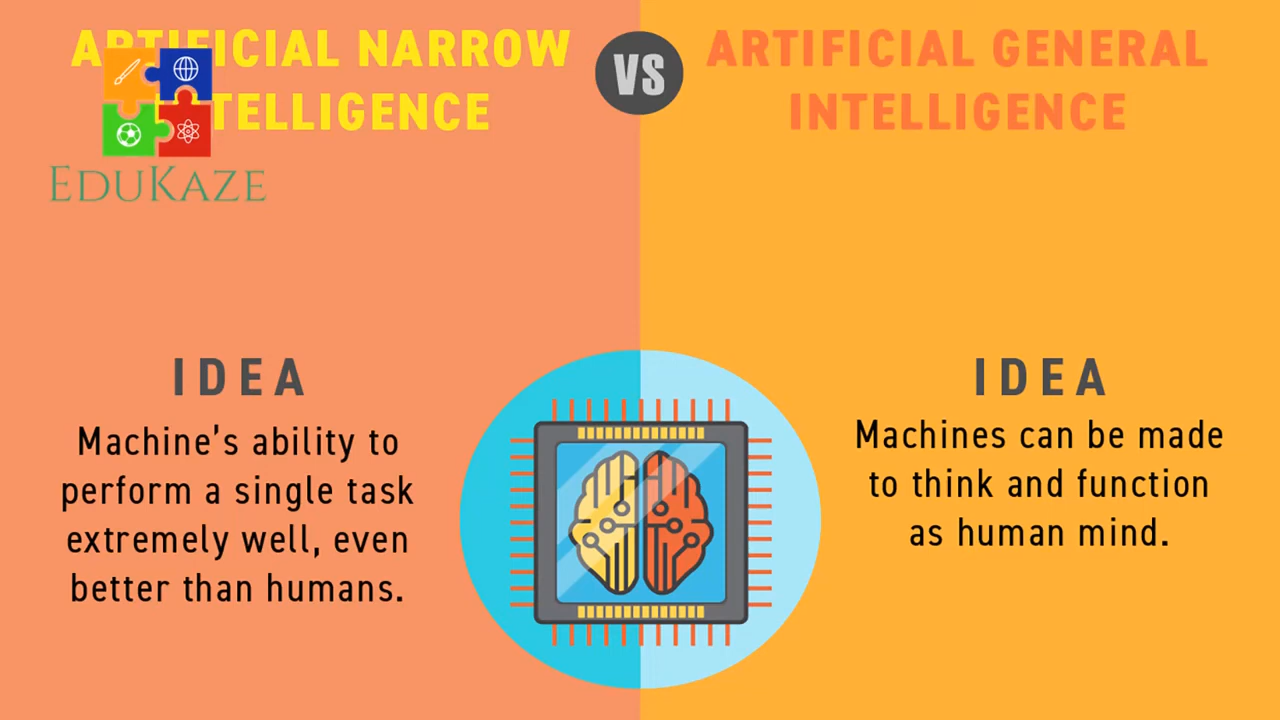 ARTIFICIAL NARROW
INTELLIGENCE
VS
ARTIFICIAL GENERAL
INTELLIGENCE
EDUKAZE
IDEA
Machine's ability to
perform a single task
extremely well, even
better than humans.
IDEA
Machines can be made
to think and function
as human mind.